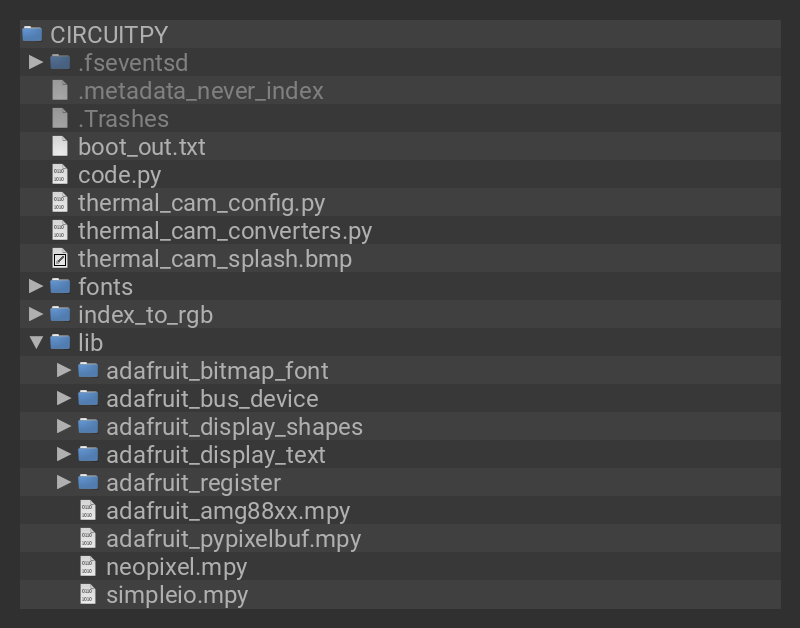 CIRCUITPY
.fseventsd
.metadata_never_index
.Trashes
boot_out.txt
code.py
thermal_cam_config.py
thermal_cam_converters.py
thermal_cam_splash.bmp
fonts
index_to_rgb
lib
adafruit_bitmap_font
adafruit_bus_device
adafruit_display_shapes
adafruit_display_text
adafruit_register
adafruit_amg88xx.mpy
adafruit_pypixelbuf.mpy
neopixel.mpy
simpleio.mpy